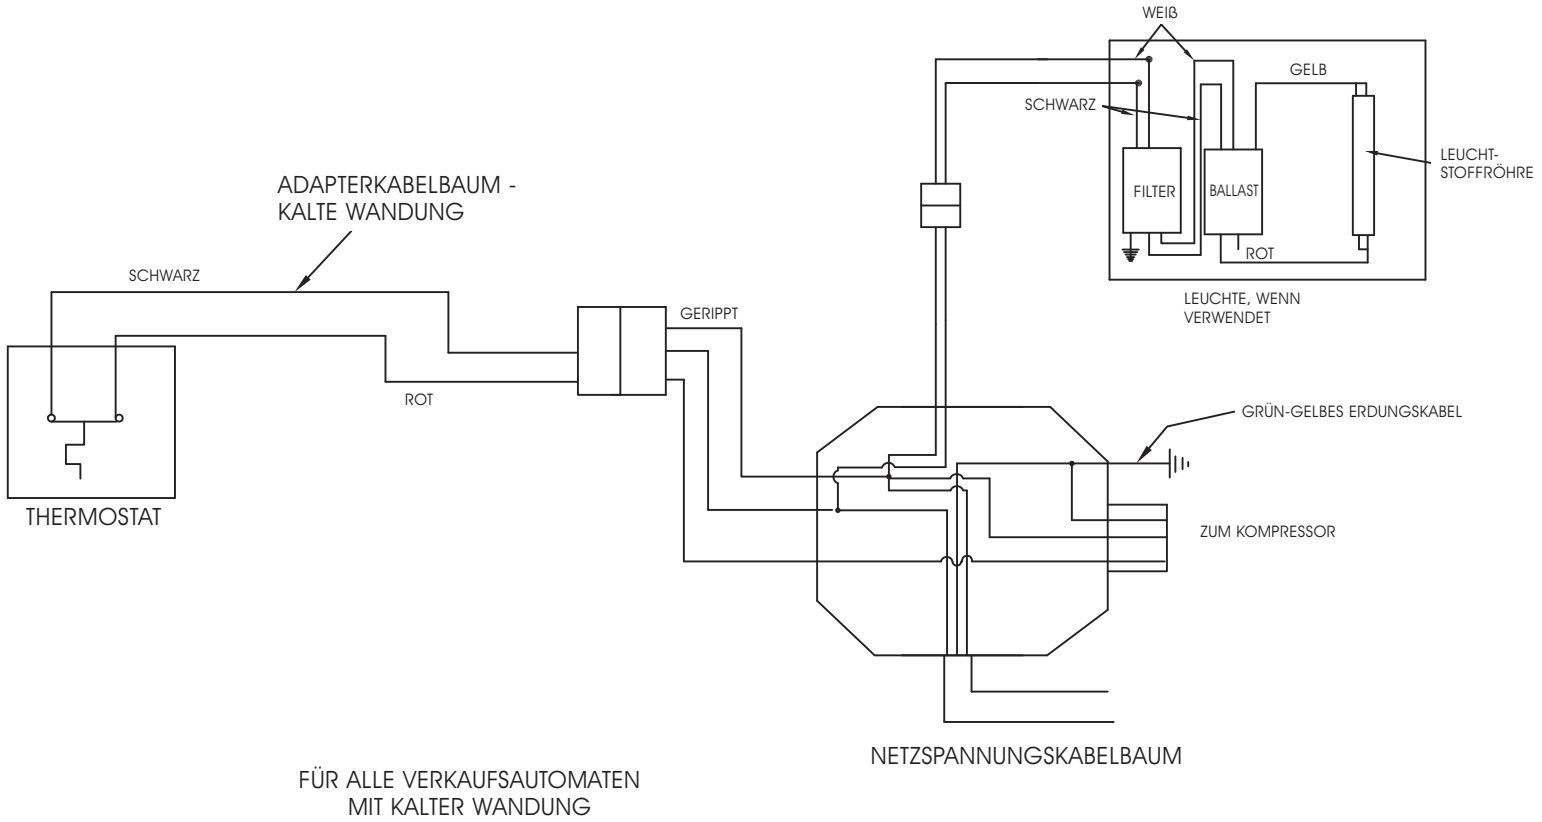 WEIß
GELB
SCHWARZ
LEUCHT-
STOFFRÖHRE
FILTER
BALLAST
ROT
LEUCHTE, WENN
VERWENDET
ADAPTERKABELBAUM -
KALTE WANDUNG
SCHWARZ
GERIPPT
ROT
GRÜN-GELBES ERDUNGSKABEL
THERMOSTAT
ZUM KOMPRESSOR
NETZSPANNUNGSKABELBAUM
FÜR ALLE VERKAUFSAUTOMATEN
MIT KALTER WANDUNG